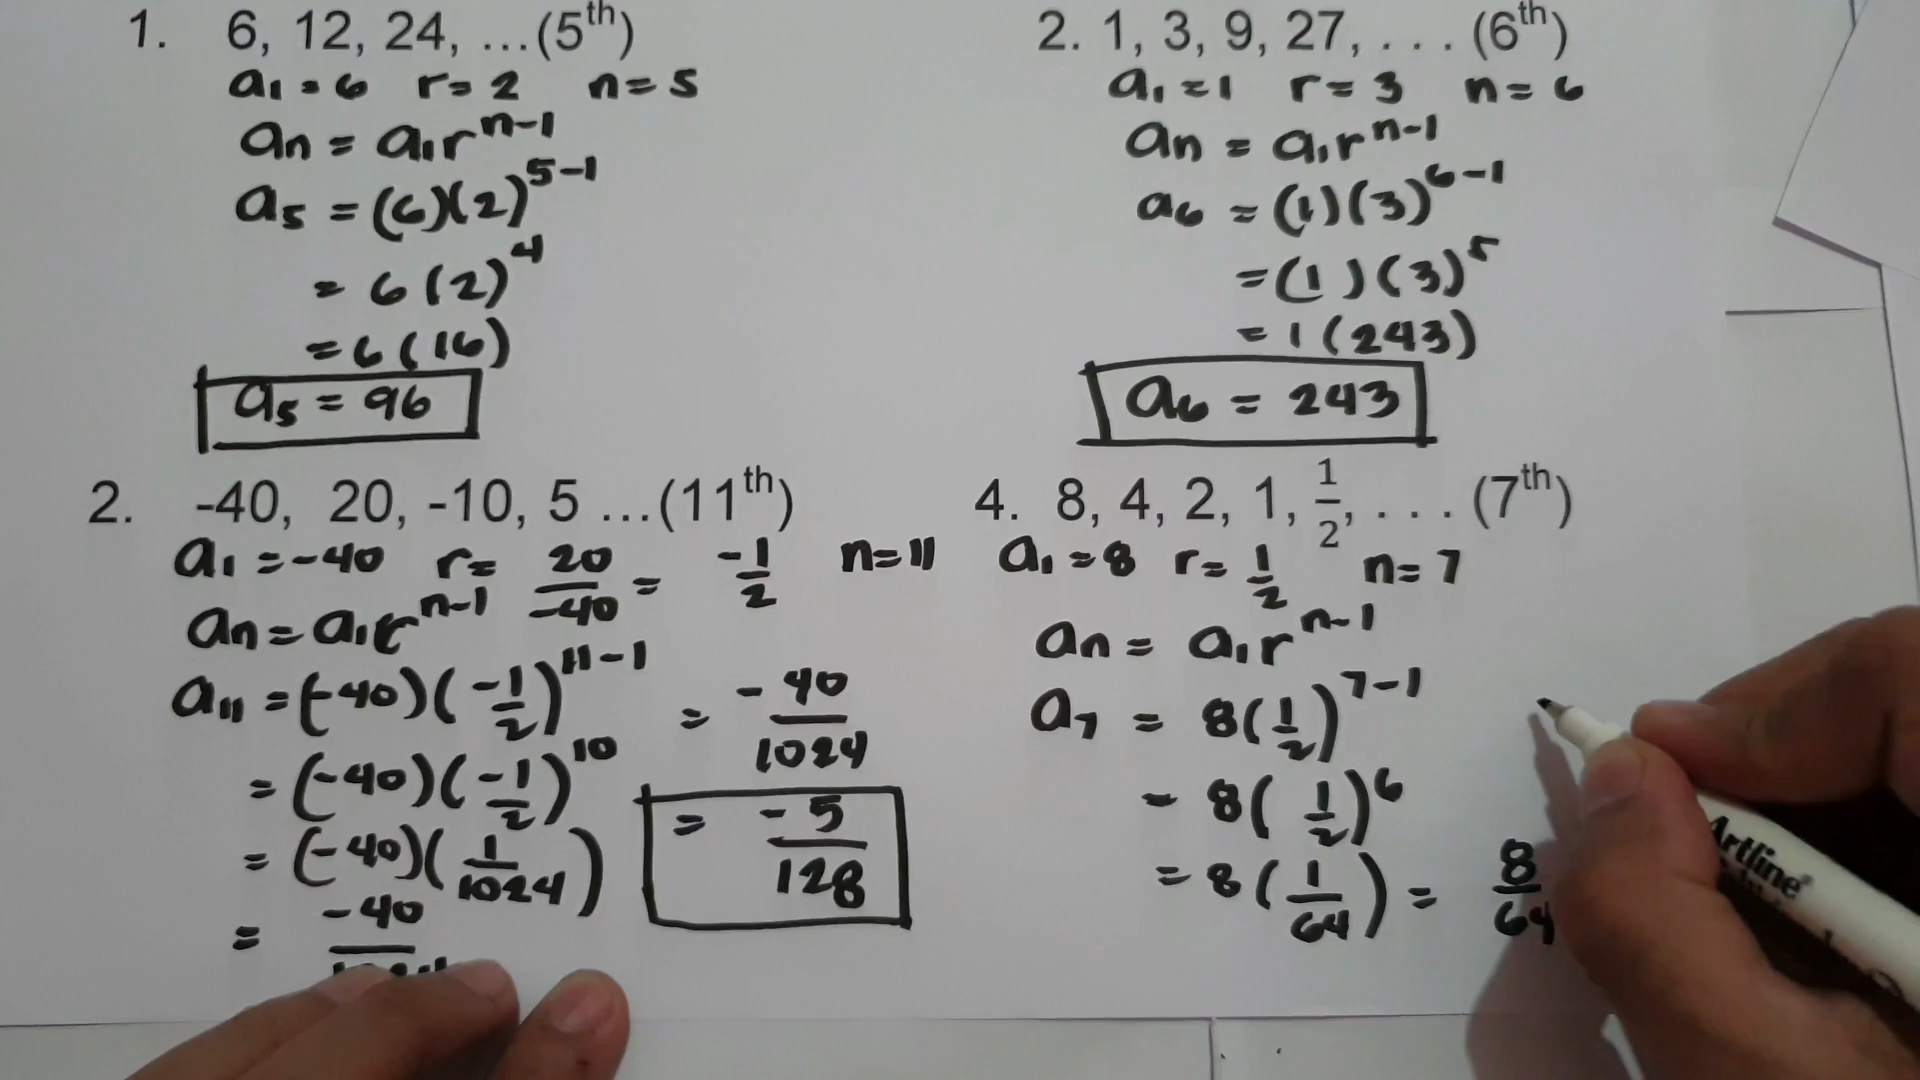 1. 6, 12, 24, ...(5th)
a1 = 6 r = 2 n = 5
an = a1r^n-1
a5 = (6)(2)^5-1
= 6(2)^4
= 6(16)
a5 = 96
2. 1, 3, 9, 27, . . . (6th)
a1 = 1 r = 3 n = 6
an = a1r^n-1
a6 = (1)(3)^6-1
= (1)(3)^5
= 1(243)
a6 = 243
2. -40, 20, -10, 5 ...(11th)
a1 = -40 r = 20/-40 = -1/2 n = 11
an = a1r^n-1
a11 = (-40)(-1/2)^11-1
= (-40)(-1/2)^10
= (-40)(1/1024)
= -40
= -40/1024
= -5/128
4. 8, 4, 2, 1, 1/2, . . . (7th)
a1 = 8 r = 1/2 n = 7
an = a1r^n-1
a7 = 8(1/2)^7-1
- 8(1/2)^6
= 8(1/64) = 8/64
Artline